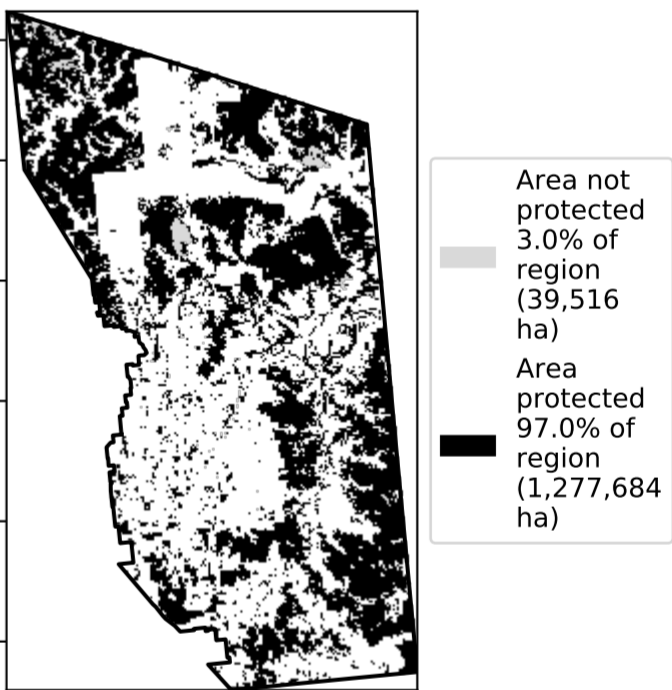 Area not
protected
3.0% of
region
(39,516
ha)
Area
protected
97.0% of
region
(1,277,684
ha)